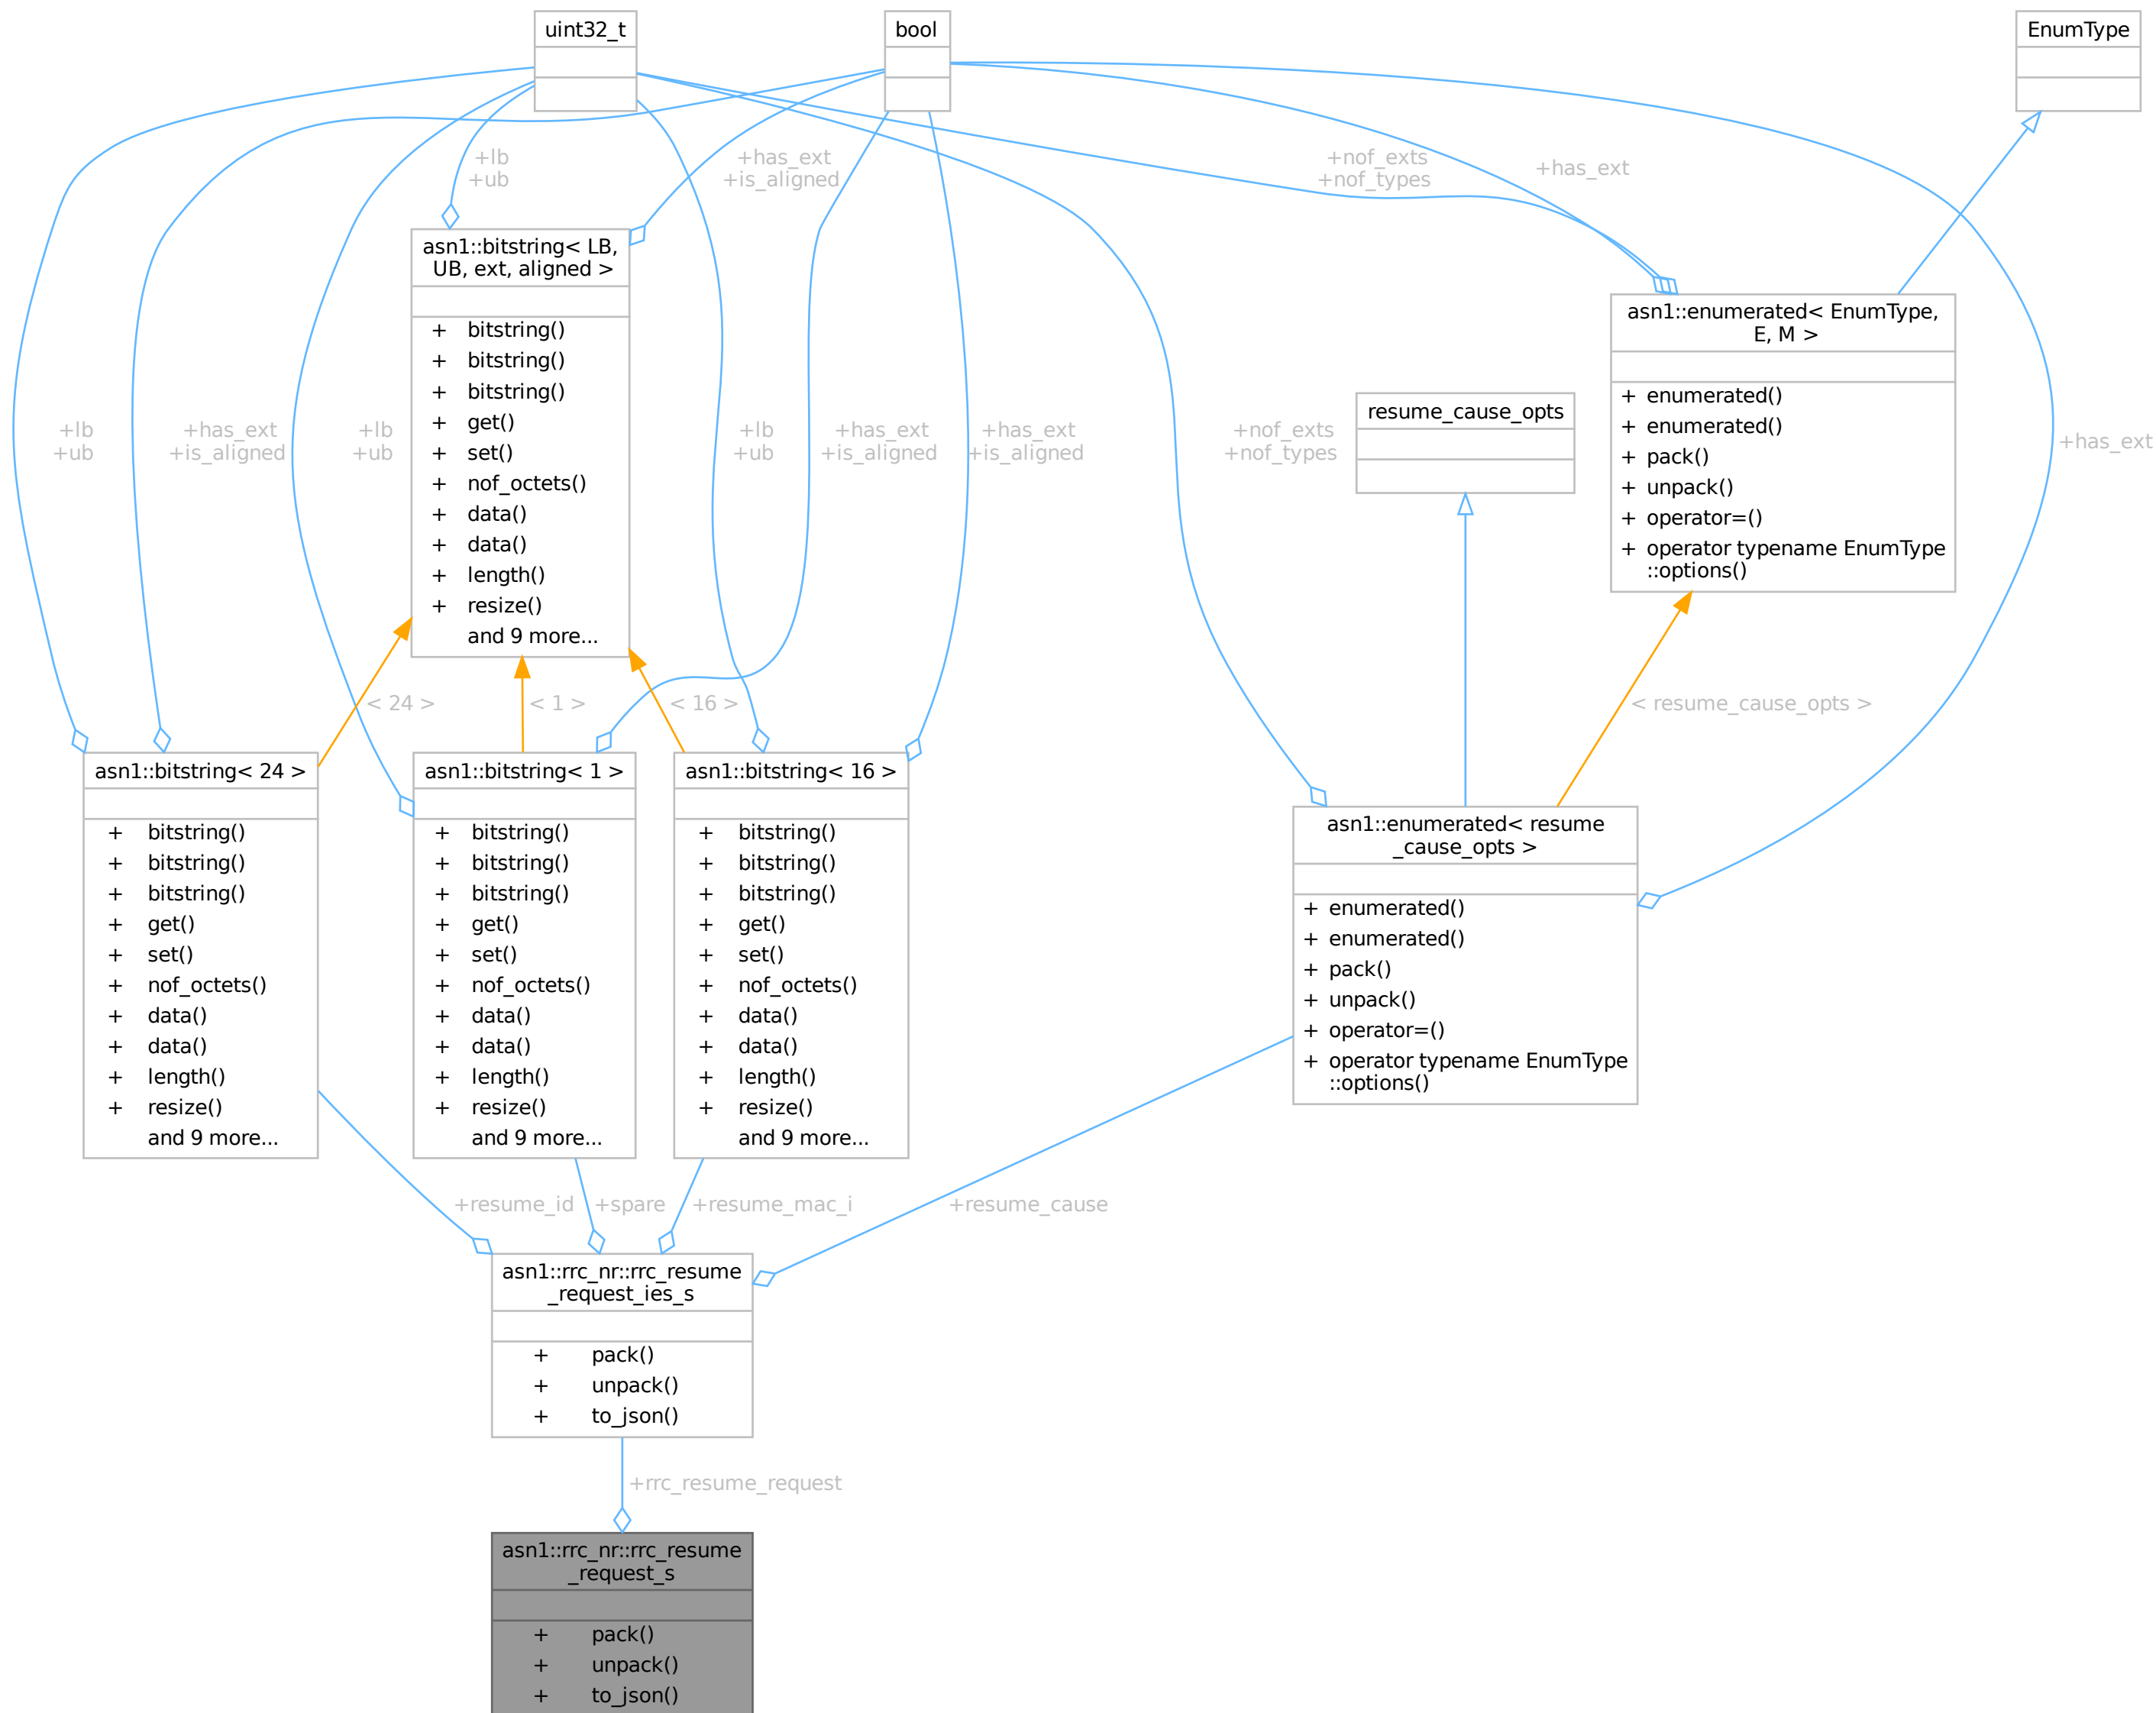 uint32_t
bool
EnumType
+lb
+ub
+has_ext
+is_aligned
+nof_exts
+nof_types
+has_ext
asn1::bitstring< LB,
UB, ext, aligned >
+ bitstring()
+ bitstring()
+ bitstring()
+ get()
+ set()
+ nof_octets()
+ data()
+ data()
+ length()
+ resize()
and 9 more...
asn1::enumerated< EnumType,
E, M >
+ enumerated()
+ enumerated()
+ pack()
+ unpack()
+ operator=()
+ operator typename EnumType
::options()
resume_cause_opts
+lb
+ub
+has_ext
+is_aligned
+lb
+ub
+lb
+ub
+has_ext
+is_aligned
+has_ext
+is_aligned
+nof_exts
+nof_types
+has_ext
< 24 >
< 1 >
< 16 >
< resume_cause_opts >
asn1::bitstring< 24 >
+ bitstring()
+ bitstring()
+ bitstring()
+ get()
+ set()
+ nof_octets()
+ data()
+ data()
+ length()
+ resize()
and 9 more...
asn1::bitstring< 1 >
+ bitstring()
+ bitstring()
+ bitstring()
+ get()
+ set()
+ nof_octets()
+ data()
+ data()
+ length()
+ resize()
and 9 more...
asn1::bitstring< 16 >
+ bitstring()
+ bitstring()
+ bitstring()
+ get()
+ set()
+ nof_octets()
+ data()
+ data()
+ length()
+ resize()
and 9 more...
asn1::enumerated< resume
_cause_opts >
+ enumerated()
+ enumerated()
+ pack()
+ unpack()
+ operator=()
+ operator typename EnumType
::options()
+resume_id
+spare
+resume_mac_i
+resume_cause
asn1::rrc_nr::rrc_resume
_request_ies_s
+ pack()
+ unpack()
+ to_json()
+rrc_resume_request
asn1::rrc_nr::rrc_resume
_request_s
+ pack()
+ unpack()
+ to_json()